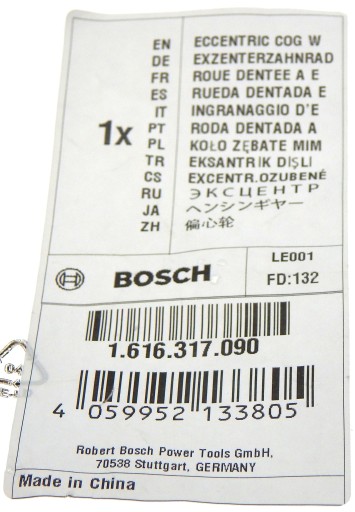 1x
EN ECCENTRIC COG W
DE EXZENTERZAHNRAD
FR ROUE DENTEE A E
ES RUEDA DENTADA E
IT INGRANAGGIO D'E
PT RODA DENTADA A
PL KOŁO ZĘBATE MIM
TR EKSANTRİK DİŞLİ
CS EXCENTR.OZUBENÉ
RU ЭКСЦЕНТР
JA ヘンシンギヤー
ZH 偏心轮
BOSCH
LE001
FD:132
1.616.317.090
4 059952 133805
Robert Bosch Power Tools GmbH,
70538 Stuttgart, GERMANY
Made in China